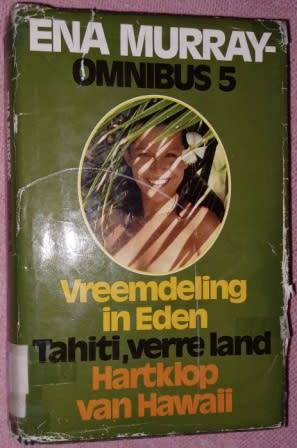 ENA MURRAY-
OMNIBUS 5
Vreemdeling
in Eden
Tahiti, verre land
Hartklop
van Hawaii